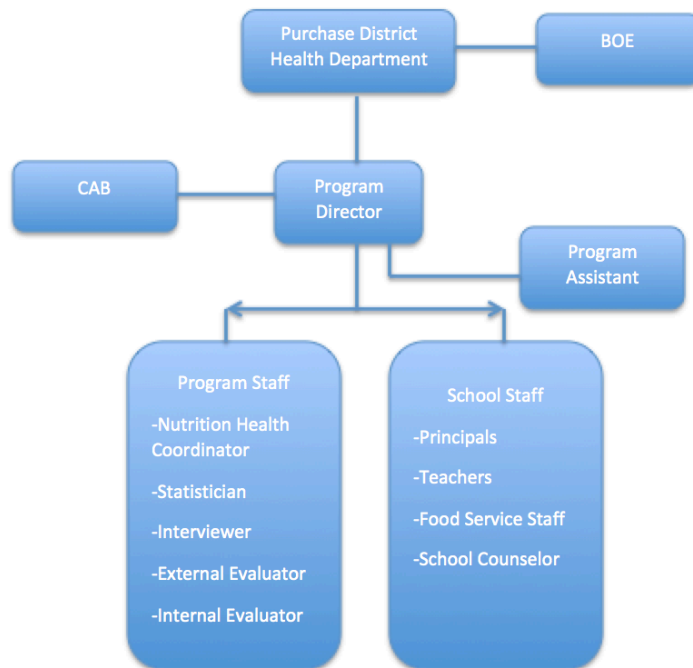 Purchase District
Health Department
BOE
CAB
Program
Director
Program
Assistant
Program Staff
-Nutrition Health
Coordinator
-Statistician
-Interviewer
-External Evaluator
-Internal Evaluator
School Staff
-Principals
-Teachers
-Food Service Staff
-School Counselor